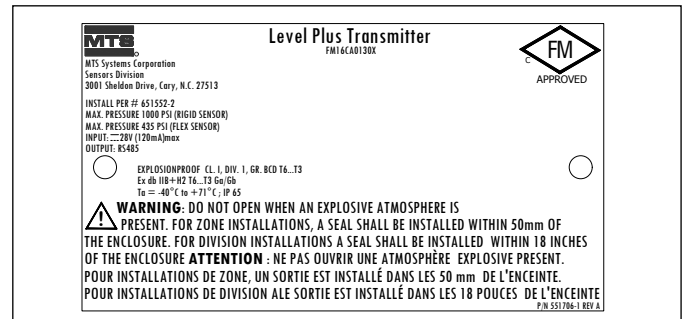 MTS
Level Plus Transmitter
FM16CA0130X
C FM
APPROVED
MTS Systems Corporation
Sensors Division
3001 Sheldon Drive, Cary, N.C. 27513
INSTALL PER # 651552-2
MAX. PRESSURE 1000 PSI (RIGID SENSOR)
MAX. PRESSURE 435 PSI (FLEX SENSOR)
INPUT: ⎓28V (120mA)max
OUTPUT: RS485
EXPLOSIONPROOF CL. I, DIV. 1, GR. BCD T6...T3
Ex db IIB+H2 T6...T3 Ga/Gb
Ta = -40°C to +71°C ; IP 65
WARNING: DO NOT OPEN WHEN AN EXPLOSIVE ATMOSPHERE IS
PRESENT. FOR ZONE INSTALLATIONS, A SEAL SHALL BE INSTALLED WITHIN 50mm OF
THE ENCLOSURE. FOR DIVISION INSTALLATIONS A SEAL SHALL BE INSTALLED WITHIN 18 INCHES
OF THE ENCLOSURE ATTENTION : NE PAS OUVRIR UNE ATMOSPHÈRE EXPLOSIVE PRESENT.
POUR INSTALLATIONS DE ZONE, UN SORTIE EST INSTALLÉ DANS LES 50 mm DE L'ENCEINTE.
POUR INSTALLATIONS DE DIVISION ALE SORTIE EST INSTALLÉ DANS LES 18 POUCES DE L'ENCEINTE
P/N 551706-1 REV A